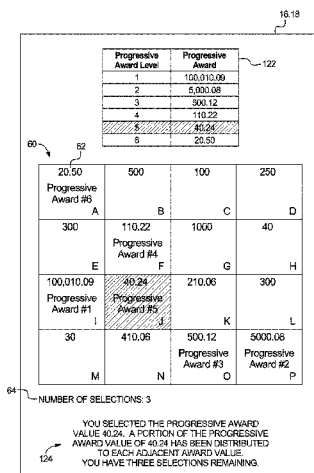 16,18
Progressive Award Level Progressive Award
1 100,010.09
2 5,000.08
3 500.12
4 110.22
5 40.24
6 20.50
122
60
62
20.50 Progressive Award #6 A
500 B
100 C
250 D
300 E
110.22 Progressive Award #4 F
1000 G
40 H
100,010.09 Progressive Award #1 I
40.24 Progressive Award #5 J
210.06 K
300 L
30 M
410.06 N
500.12 Progressive Award #3 O
5000.08 Progressive Award #2 P
64
NUMBER OF SELECTIONS: 3
YOU SELECTED THE PROGRESSIVE AWARD
VALUE 40.24. A PORTION OF THE PROGRESSIVE
AWARD VALUE OF 40.24 HAS BEEN DISTRIBUTED
TO EACH ADJACENT AWARD VALUE.
YOU HAVE THREE SELECTIONS REMAINING.
124